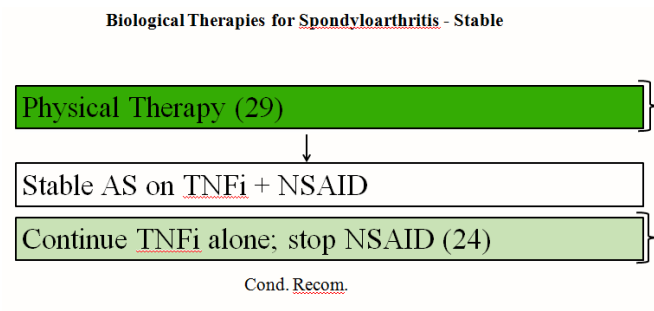 Biological Therapies for Spondyloarthritis - Stable
Physical Therapy (29)
Stable AS on TNFi + NSAID
Continue TNFi alone; stop NSAID (24)
Cond. Recom.